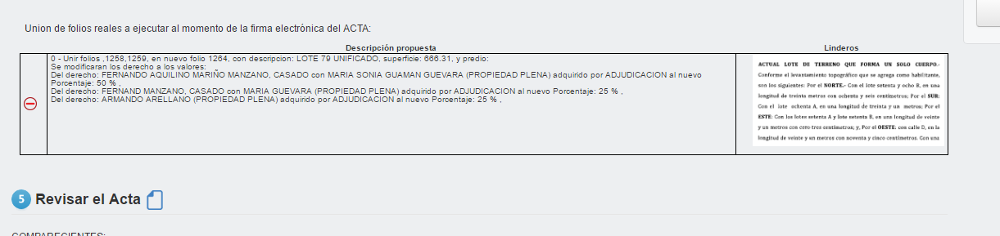 Union de folios reales a ejecutar al momento de la firma electrónica del ACTA:
Descripción propuesta
Linderos
0 - Unir folios ,1258,1259, en nuevo folio 1264, con descripcion: LOTE 79 UNIFICADO, superficie: 666.31, y predio:
Se modificaran los derecho a los valores:
Del derecho: FERNANDO AQUILINO MARIÑO MANZANO, CASADO con MARIA SONIA GUAMAN GUEVARA (PROPIEDAD PLENA) adquirido por ADJUDICACION al nuevo
Porcentaje: 50 % ,
Del derecho: FERNAND MANZANO, CASADO con MARIA GUEVARA (PROPIEDAD PLENA) adquirido por ADJUDICACION al nuevo Porcentaje: 25 % ,
Del derecho: ARMANDO ARELLANO (PROPIEDAD PLENA) adquirido por ADJUDICACION al nuevo Porcentaje: 25 % ,
ACTUAL LOTE DE TERRENO QUE FORMA UN SOLO CUERPO.-
Conforme el levantamiento topográfico que se agrega como habilitante,
son los siguientes: Por el NORTE.- Con el lote setenta y ocho B, en una
longitud de treinta metros con ochenta y seis centímetros; Por el SUR:
Con el lote ochenta A, en una longitud de treinta y un metros; Por el
ESTE: Con los lotes setenta A y lote setenta B, en una longitud de veinte
y un metros con cero tres centímetros; y, Por el OESTE: con calle D, en la
longitud de veinte y un metros con noventa y cinco centímetros. Con una
5 Revisar el Acta
COMPARECIENTES: